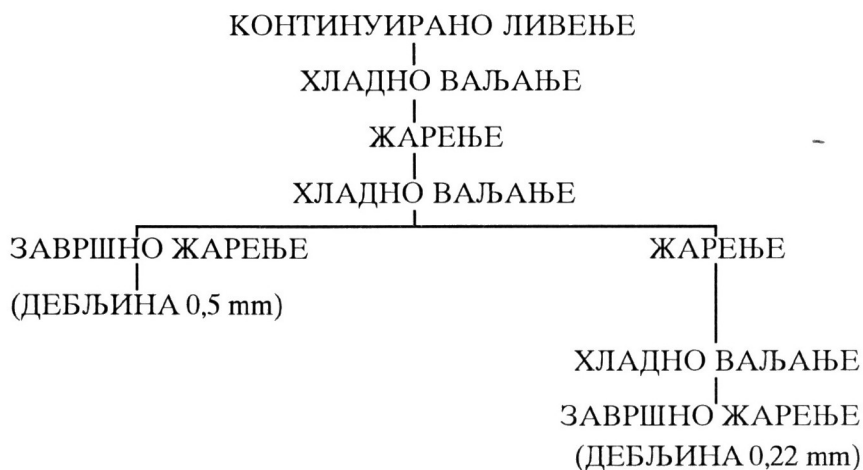 КОНТИНУИРАНО ЛИВЕЊЕ
ХЛАДНО ВАЉАЊЕ
ЖАРЕЊЕ
ХЛАДНО ВАЉАЊЕ
ЗАВРШНО ЖАРЕЊЕ
(ДЕБЉИНА 0,5 mm)
ЖАРЕЊЕ
ХЛАДНО ВАЉАЊЕ
ЗАВРШНО ЖАРЕЊЕ
(ДЕБЉИНА 0,22 mm)